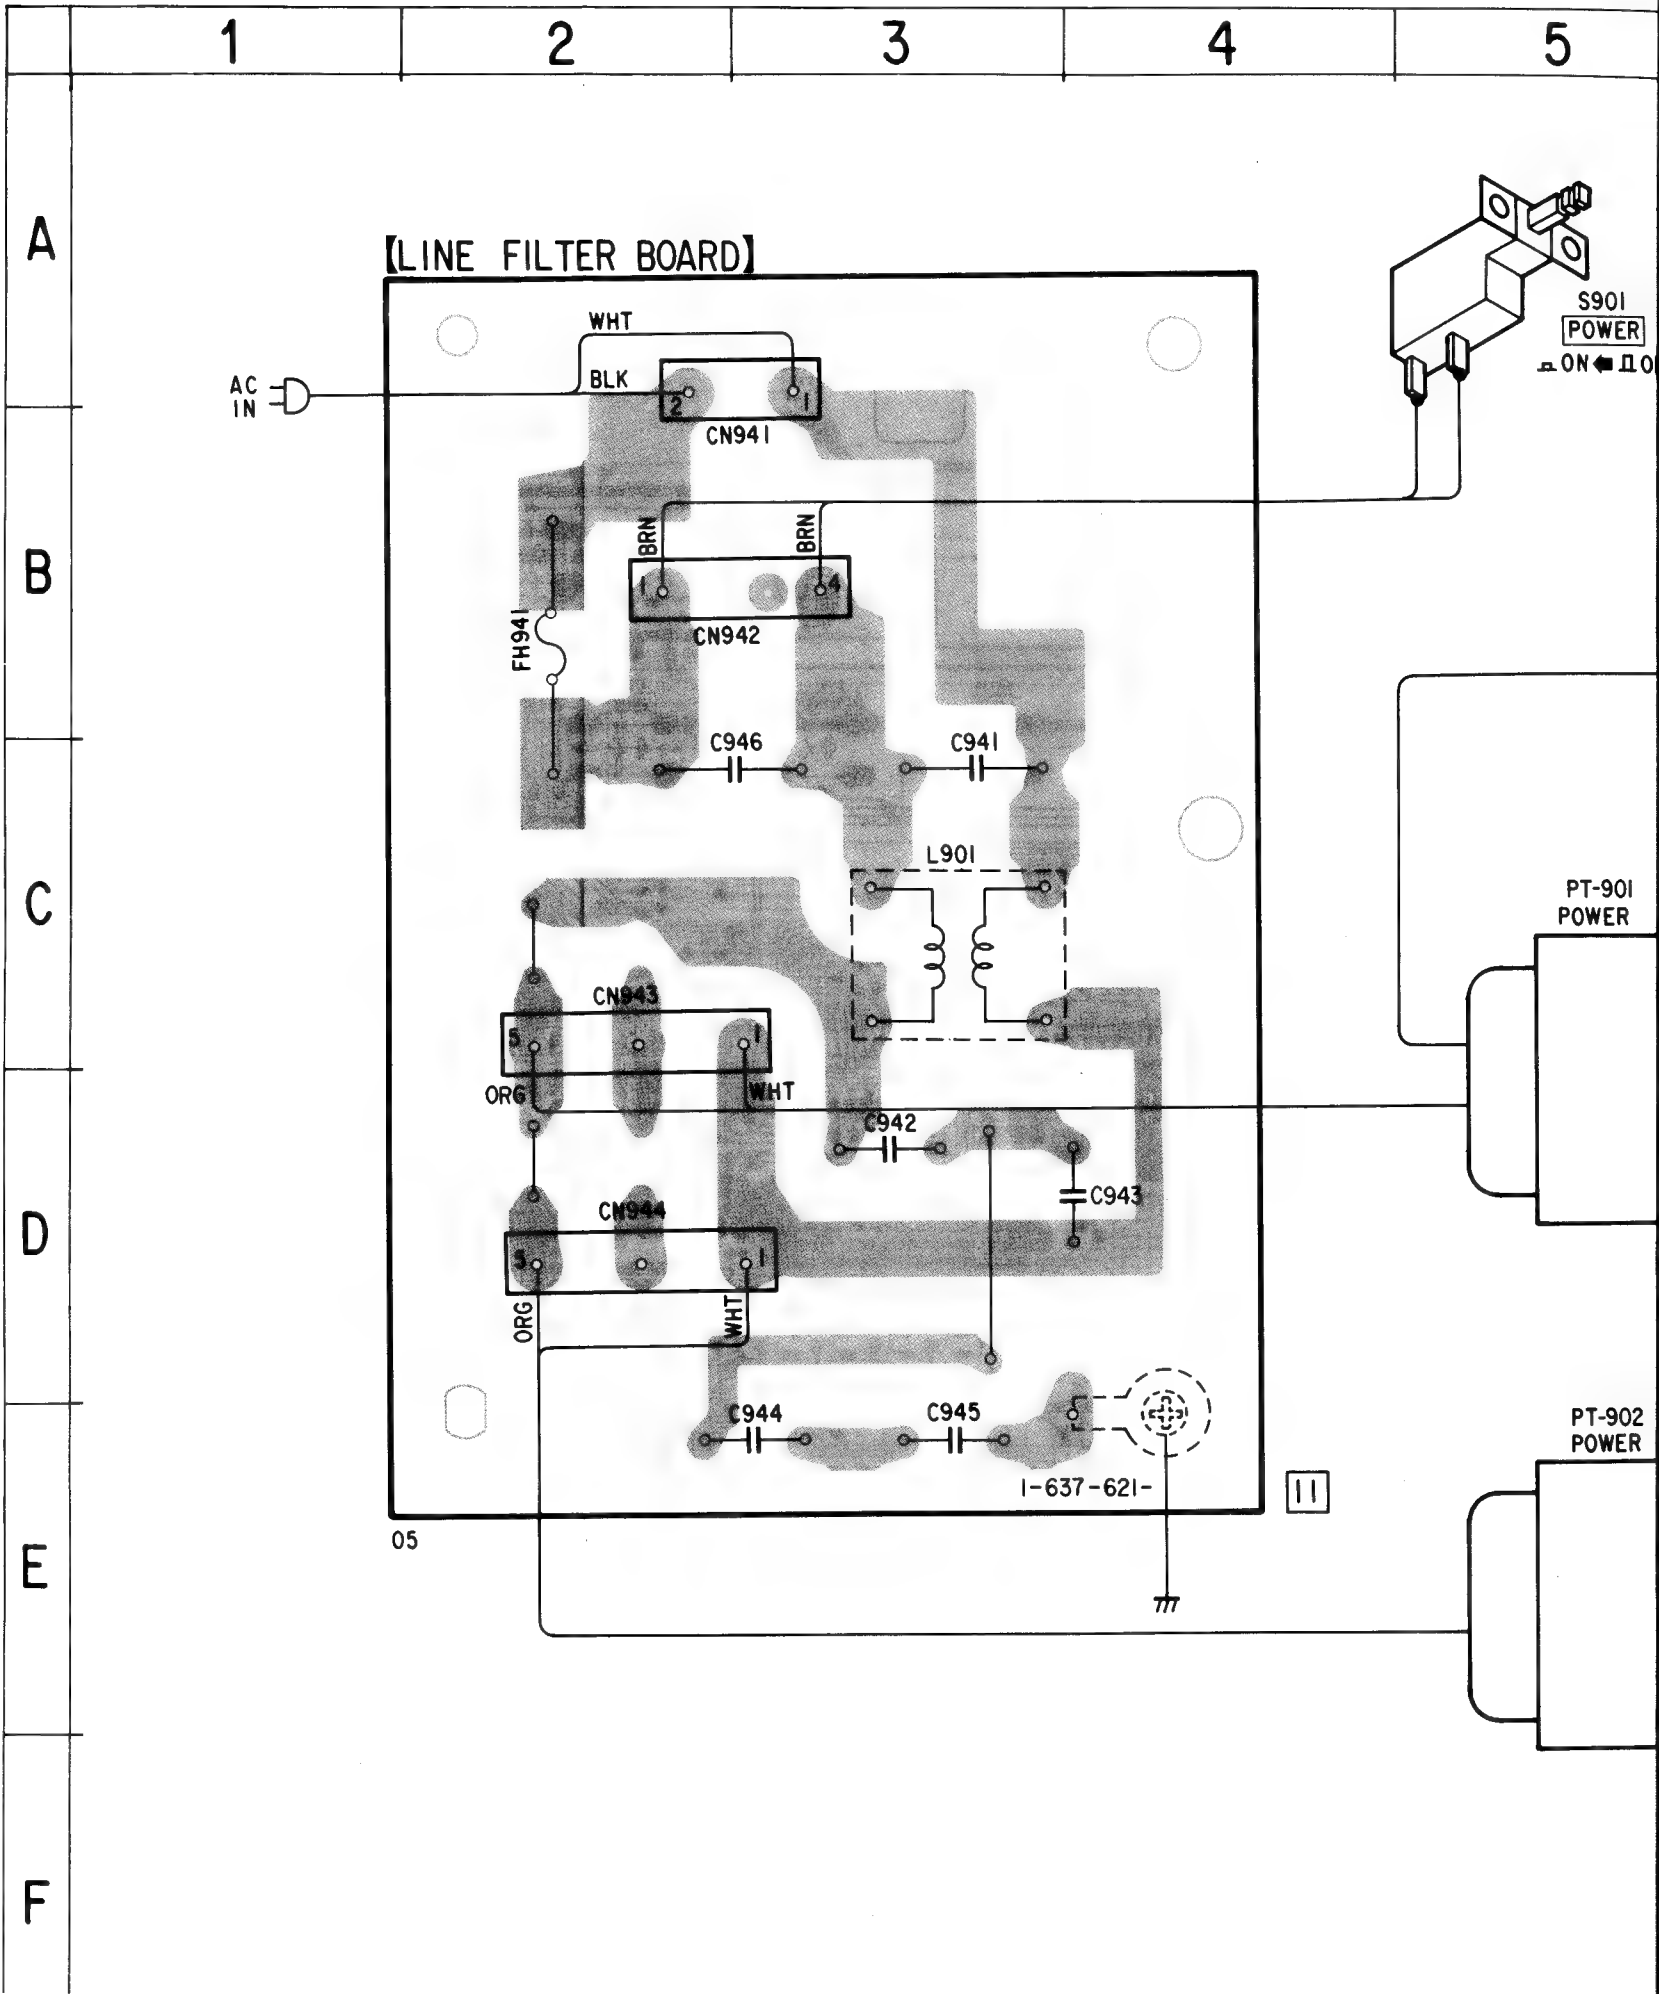 1 2 3 4 5
A
【LINE FILTER BOARD】
S901
POWER
ON
WHT
AC
IN
BLK
2 1
CN941
B
BRN BRN
1 4
CN942
FH941
C946 C941
C
L901
PT-901
POWER
CN943
5 1
ORG WHT
C942
C943
D
CN944
5 1
ORG WHT
C944 C945
PT-902
POWER
1-637-621-
11
05
E
F